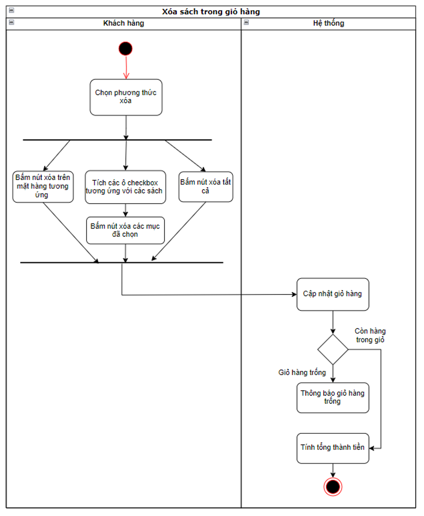 Xóa sách trong giỏ hàng
Khách hàng
Hệ thống
Chọn phương thức
xóa
Bấm nút xóa trên
mặt hàng tương
ứng
Tích các ô checkbox
tương ứng với các sách
Bấm nút xóa tất
cả
Bấm nút xóa các mục
đã chọn
Cập nhật giỏ hàng
Còn hàng
trong giỏ
Giỏ hàng trống
Thông báo giỏ hàng
trống
Tính tổng thành tiền